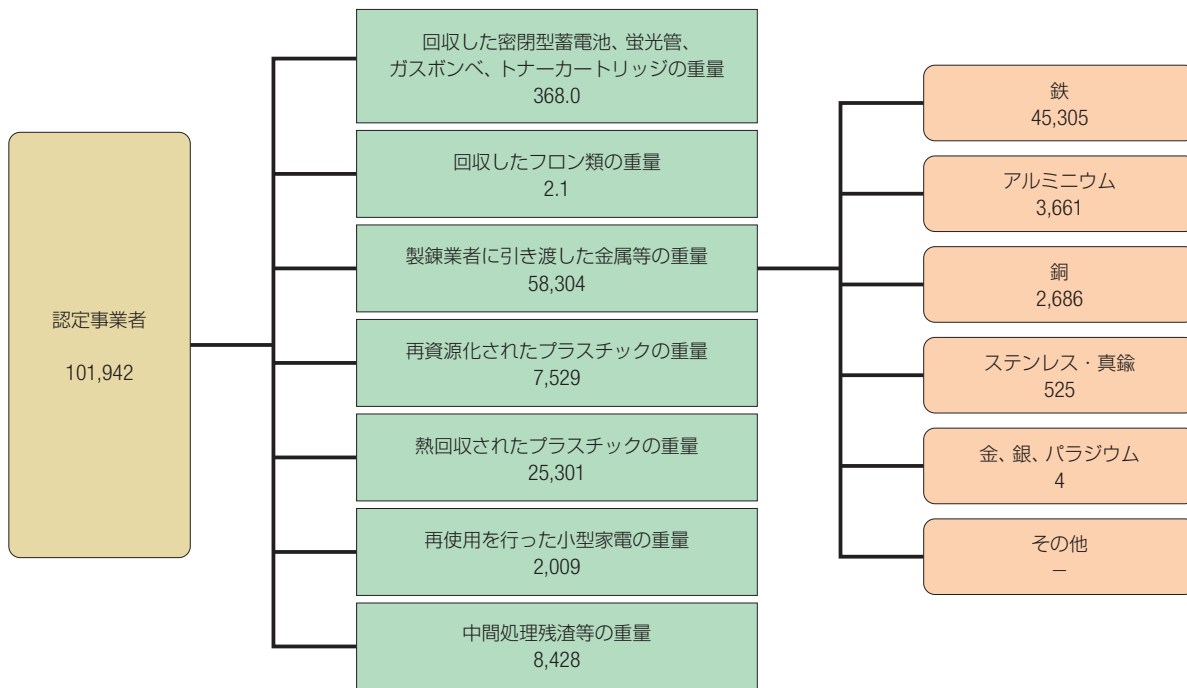 認定事業者
101,942
回収した密閉型蓄電池、蛍光管、
ガスボンベ、トナーカートリッジの重量
368.0
回収したフロン類の重量
2.1
製錬業者に引き渡した金属等の重量
58,304
再資源化されたプラスチックの重量
7,529
熱回収されたプラスチックの重量
25,301
再使用を行った小型家電の重量
2,009
中間処理残渣等の重量
8,428
鉄
45,305
アルミニウム
3,661
銅
2,686
ステンレス・真鍮
525
金、銀、パラジウム
4
その他
−